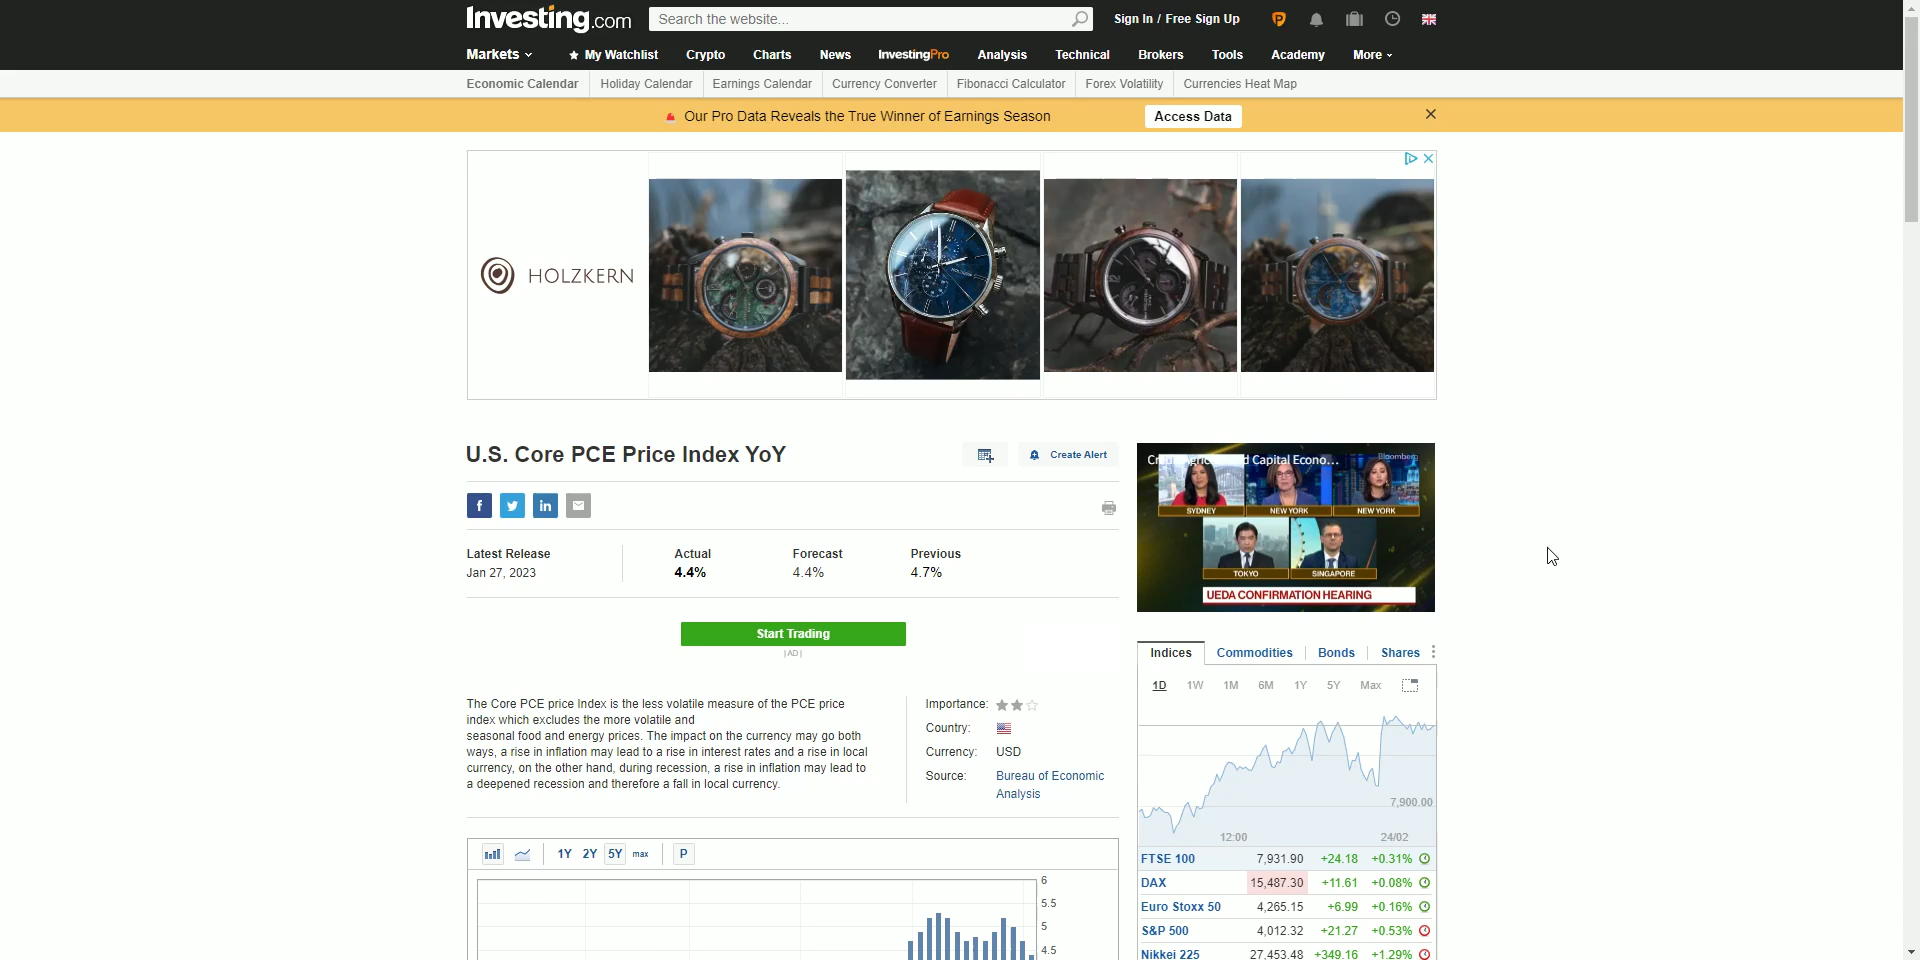 Investing.com
Search the website...
Sign In / Free Sign Up
Markets
My Watchlist
Crypto
Charts
News
InvestingPro
Analysis
Technical
Brokers
Tools
Academy
More
Economic Calendar
Holiday Calendar
Earnings Calendar
Currency Converter
Fibonacci Calculator
Forex Volatility
Currencies Heat Map
Our Pro Data Reveals the True Winner of Earnings Season
Access Data
HOLZKERN
U.S. Core PCE Price Index YoY
Create Alert
Bloomberg
SYDNEY
NEW YORK
NEW YORK
TOKYO
SINGAPORE
UEDA CONFIRMATION HEARING
Latest Release
Jan 27, 2023
Actual
4.4%
Forecast
4.4%
Previous
4.7%
Start Trading
| AD |
The Core PCE price Index is the less volatile measure of the PCE price
index which excludes the more volatile and
seasonal food and energy prices. The impact on the currency may go both
ways, a rise in inflation may lead to a rise in interest rates and a rise in local
currency, on the other hand, during recession, a rise in inflation may lead to
a deepened recession and therefore a fall in local currency.
Importance:
Country:
Currency: USD
Source: Bureau of Economic
Analysis
1Y 2Y 5Y max P
6
5.5
5
4.5
Indices Commodities Bonds Shares
1D 1W 1M 6M 1Y 5Y Max
7,900.00
12:00 24/02
FTSE 100 7,931.90 +24.18 +0.31%
DAX 15,487.30 +11.61 +0.08%
Euro Stoxx 50 4,265.15 +6.99 +0.16%
S&P 500 4,012.32 +21.27 +0.53%
Nikkei 225 27,453.48 +349.16 +1.29%